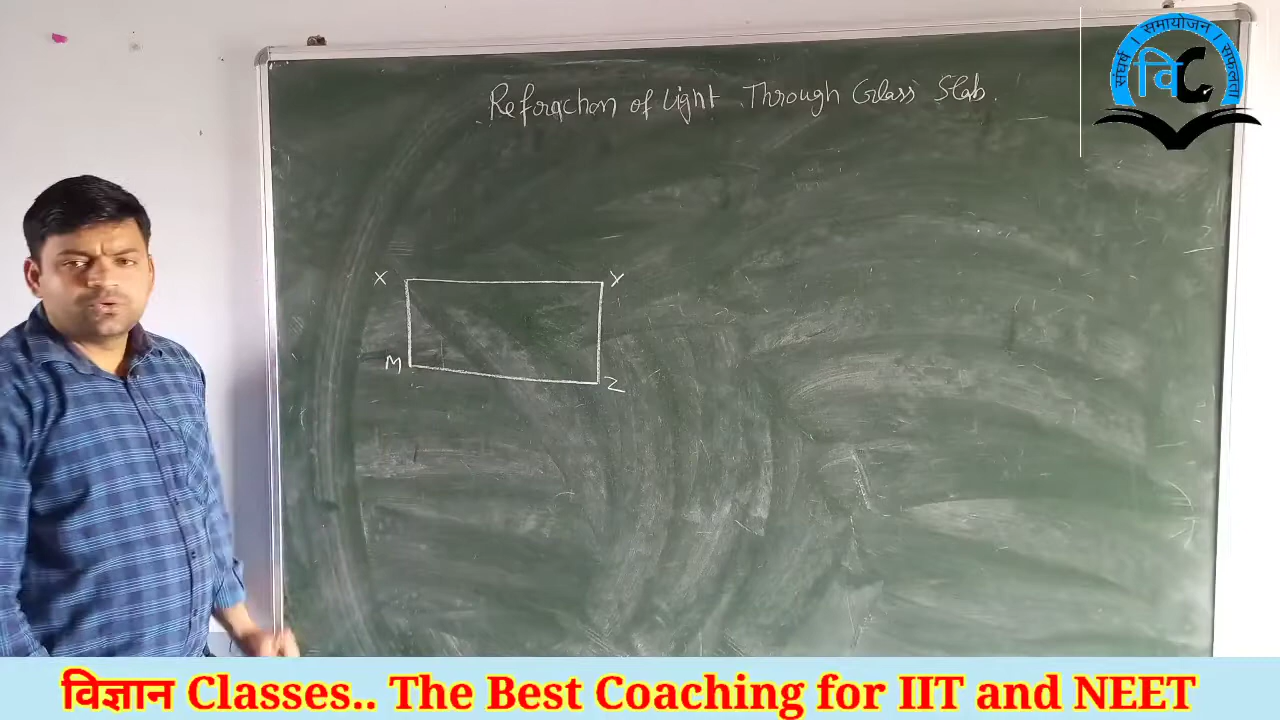 संघर्ष । समायोजन । सफलता
वि C
Refraction of Light Through Glass Slab.
X Y
M Z
विज्ञान Classes.. The Best Coaching for IIT and NEET